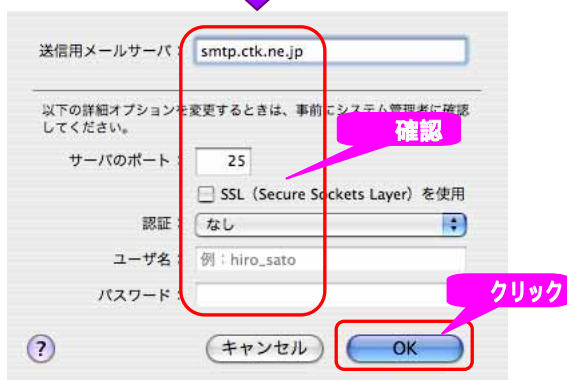 送信用メールサーバ： smtp.ctk.ne.jp
以下の詳細オプションを変更するときは、事前にシステム管理者に確認
してください。
確認
サーバのポート： 25
SSL（Secure Sockets Layer）を使用
認証： なし
ユーザ名： 例：hiro_sato
パスワード：
クリック
? キャンセル OK